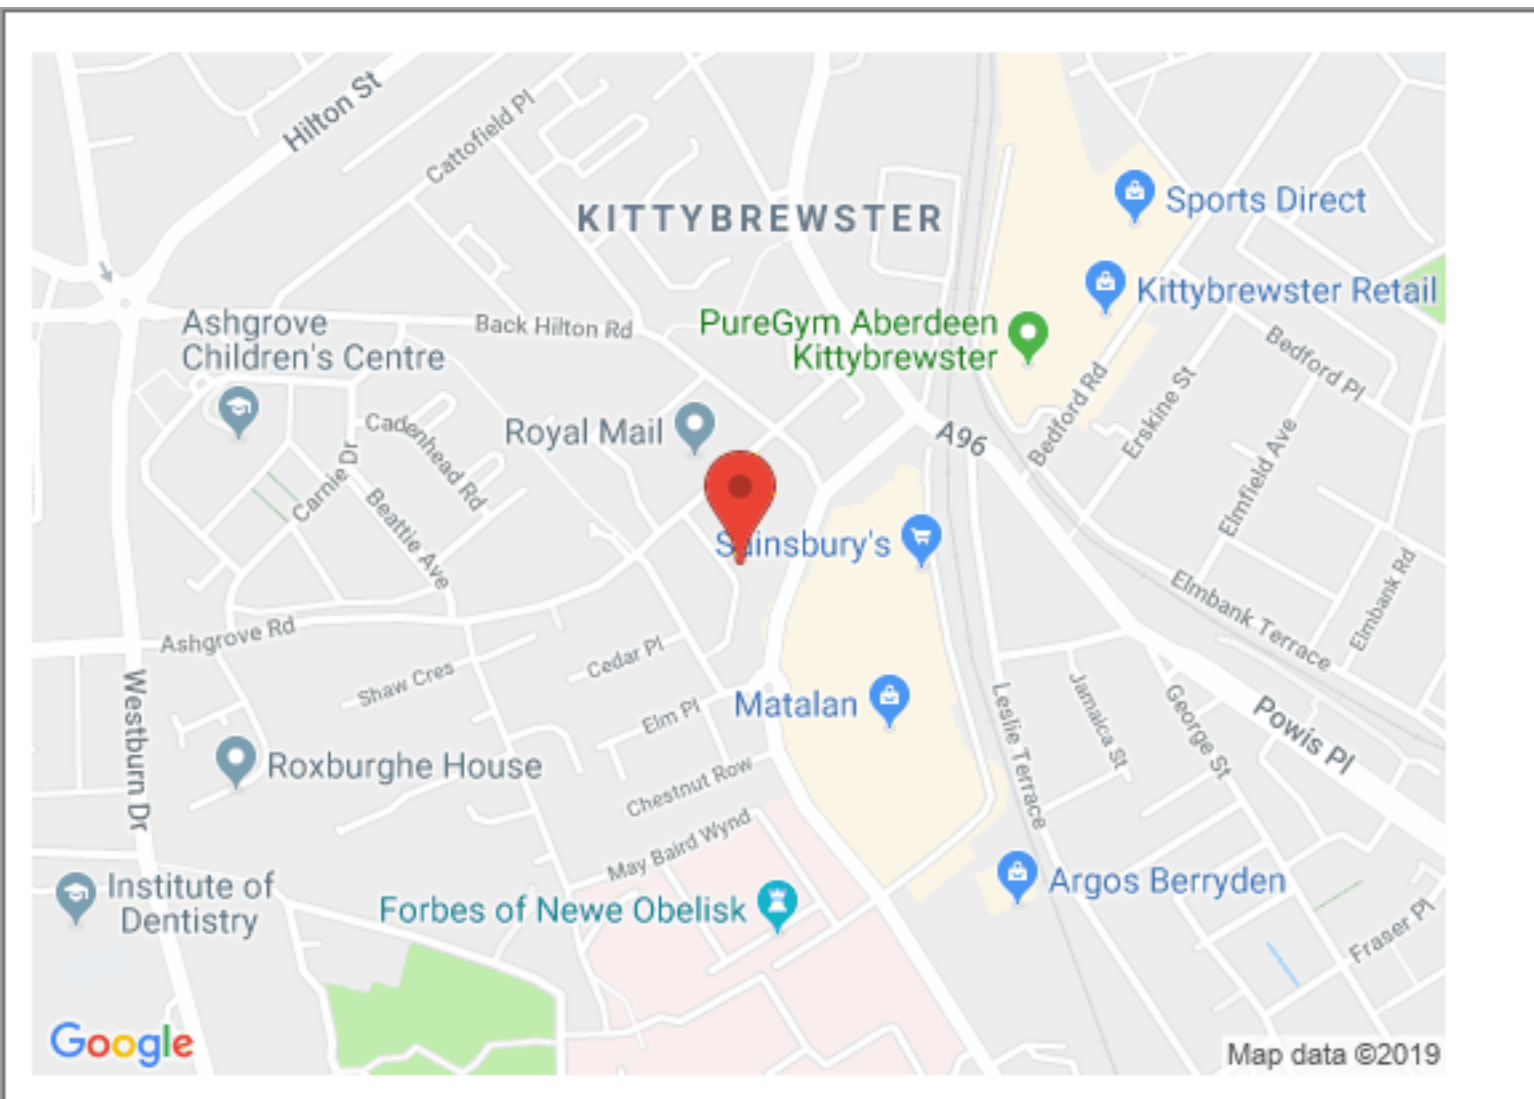 Hilton St
Cattofield Pl
KITTYBREWSTER
Sports Direct
Kittybrewster Retail
Ashgrove
Children's Centre
Back Hilton Rd
PureGym Aberdeen
Kittybrewster
Bedford Pl
Bedford Rd
Erskine St
Royal Mail
Cadenhead Rd
A96
Elmfield Ave
Carnie Dr
Beattie Ave
Sainsbury's
Elmbank Terrace
Elmbank Rd
Ashgrove Rd
Cedar Pl
Shaw Cres
Westburn Dr
Elm Pl
Matalan
Leslie Terrace
Jamaica St
George St
Powis Pl
Roxburghe House
Chestnut Row
May Baird Wynd
Institute of
Dentistry
Forbes of Newe Obelisk
Argos Berryden
Fraser Pl
Google
Map data ©2019